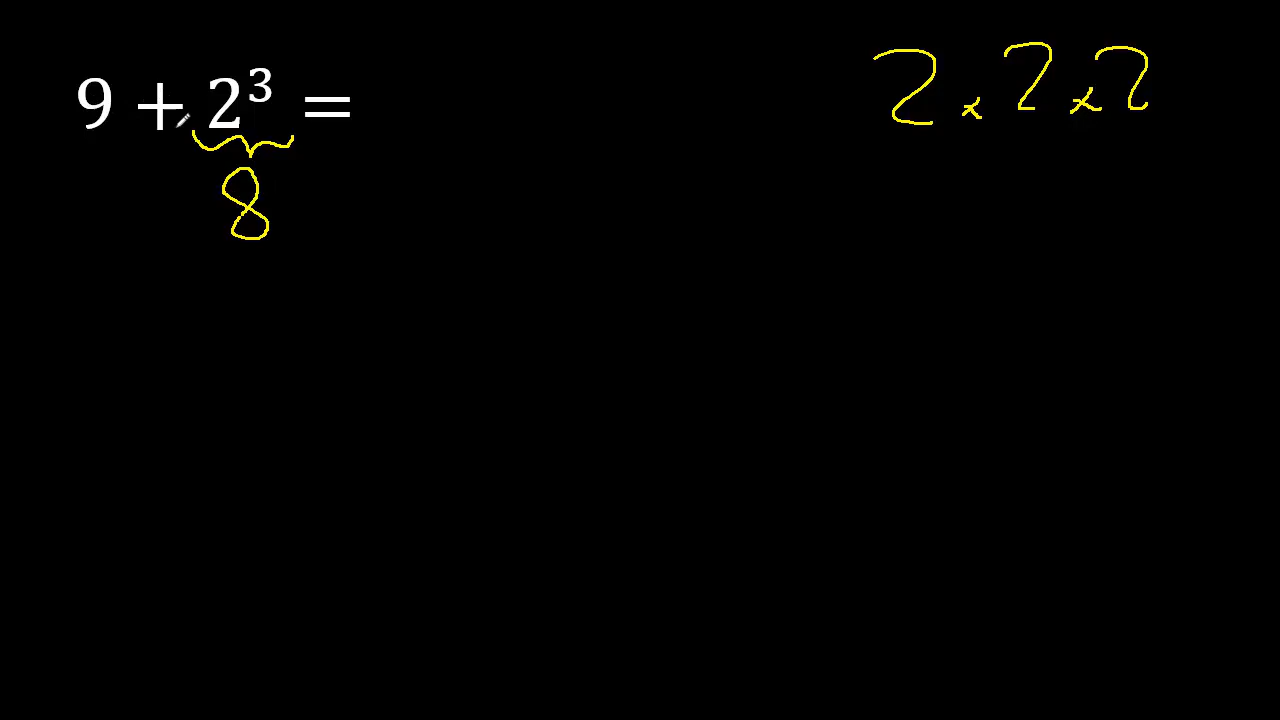 9 + 2³ =
2 × 2 × 2
8